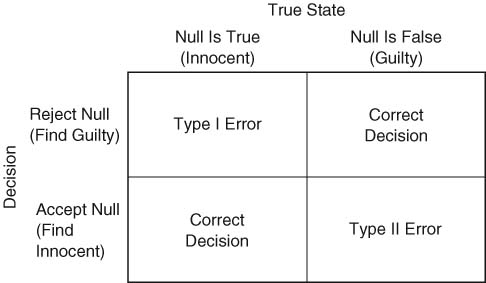 True State
Null Is True
(Innocent)
Null Is False
(Guilty)
Decision
Reject Null
(Find Guilty)
Type I Error
Correct
Decision
Accept Null
(Find
Innocent)
Correct
Decision
Type II Error